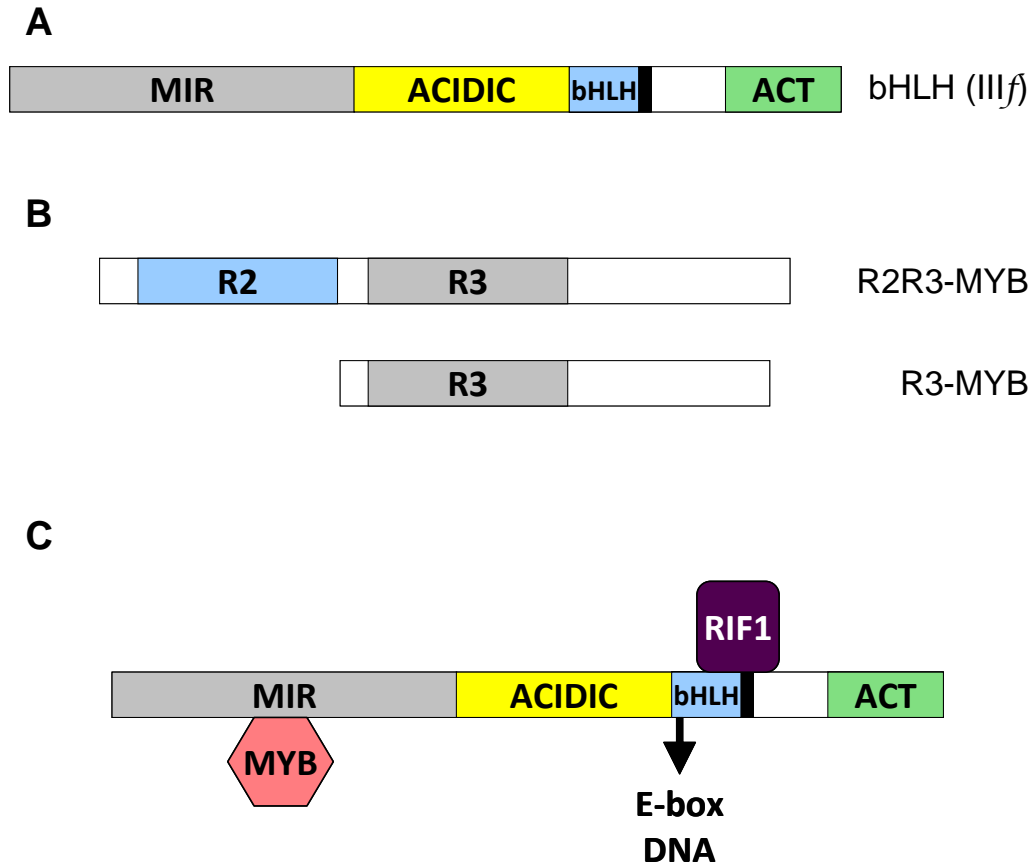 A
MIR ACIDIC bHLH ACT bHLH (IIIf)
B
R2 R3 R2R3-MYB
R3 R3-MYB
C
RIF1
MIR ACIDIC bHLH ACT
MYB
E-box
DNA